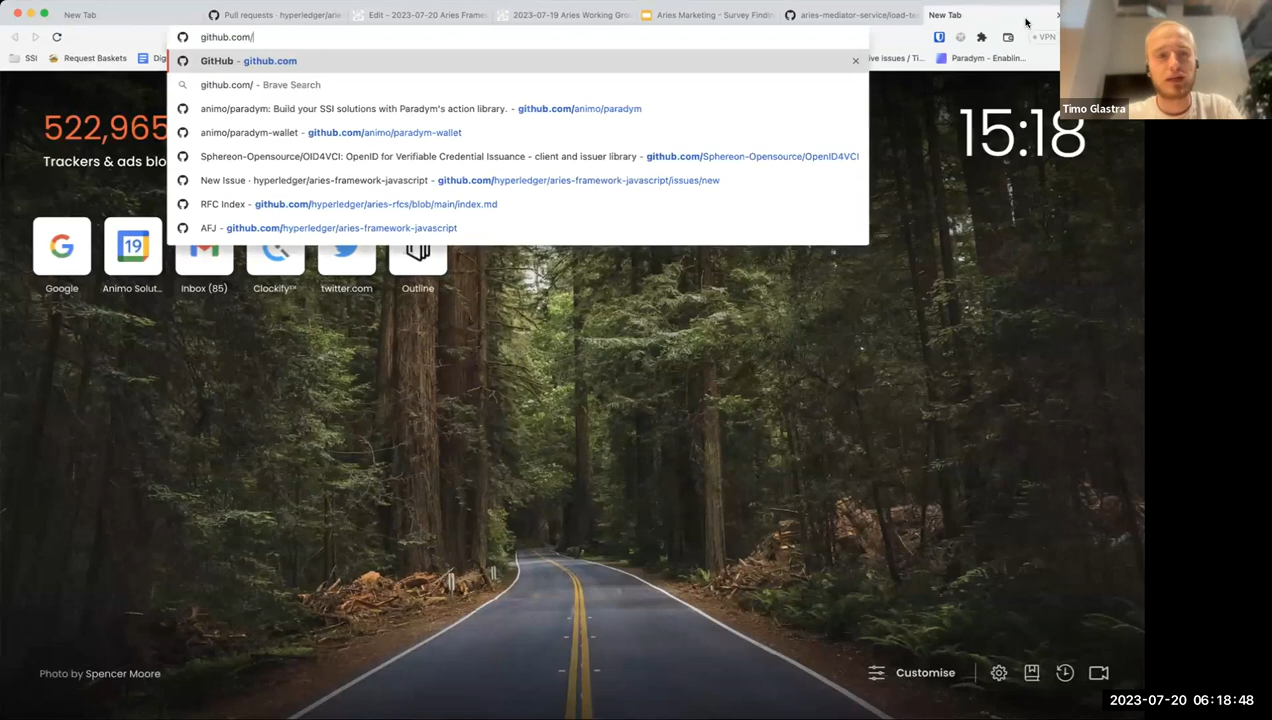 New Tab
Pull requests · hyperledger/arie
Edit - 2023-07-20 Aries Frames
2023-07-19 Aries Working Grou
Aries Marketing - Survey Findin
aries-mediator-service/load-te
New Tab
github.com/
VPN
SSI
Request Baskets
Dig
GitHub - github.com
ive issues / Ti...
Paradym - Enablin...
github.com/ - Brave Search
Timo Glastra
animo/paradym: Build your SSI solutions with Paradym's action library. - github.com/animo/paradym
animo/paradym-wallet - github.com/animo/paradym-wallet
Sphereon-Opensource/OID4VCI: OpenID for Verifiable Credential Issuance - client and issuer library - github.com/Sphereon-Opensource/OpenID4VCI
New Issue · hyperledger/aries-framework-javascript - github.com/hyperledger/aries-framework-javascript/issues/new
RFC Index - github.com/hyperledger/aries-rfcs/blob/main/index.md
AFJ - github.com/hyperledger/aries-framework-javascript
522,965
Trackers & ads blo
15:18
19
Google
Animo Solut...
Inbox (85)
Clockify™
twitter.com
Outline
Photo by Spencer Moore
Customise
2023-07-20 06:18:48